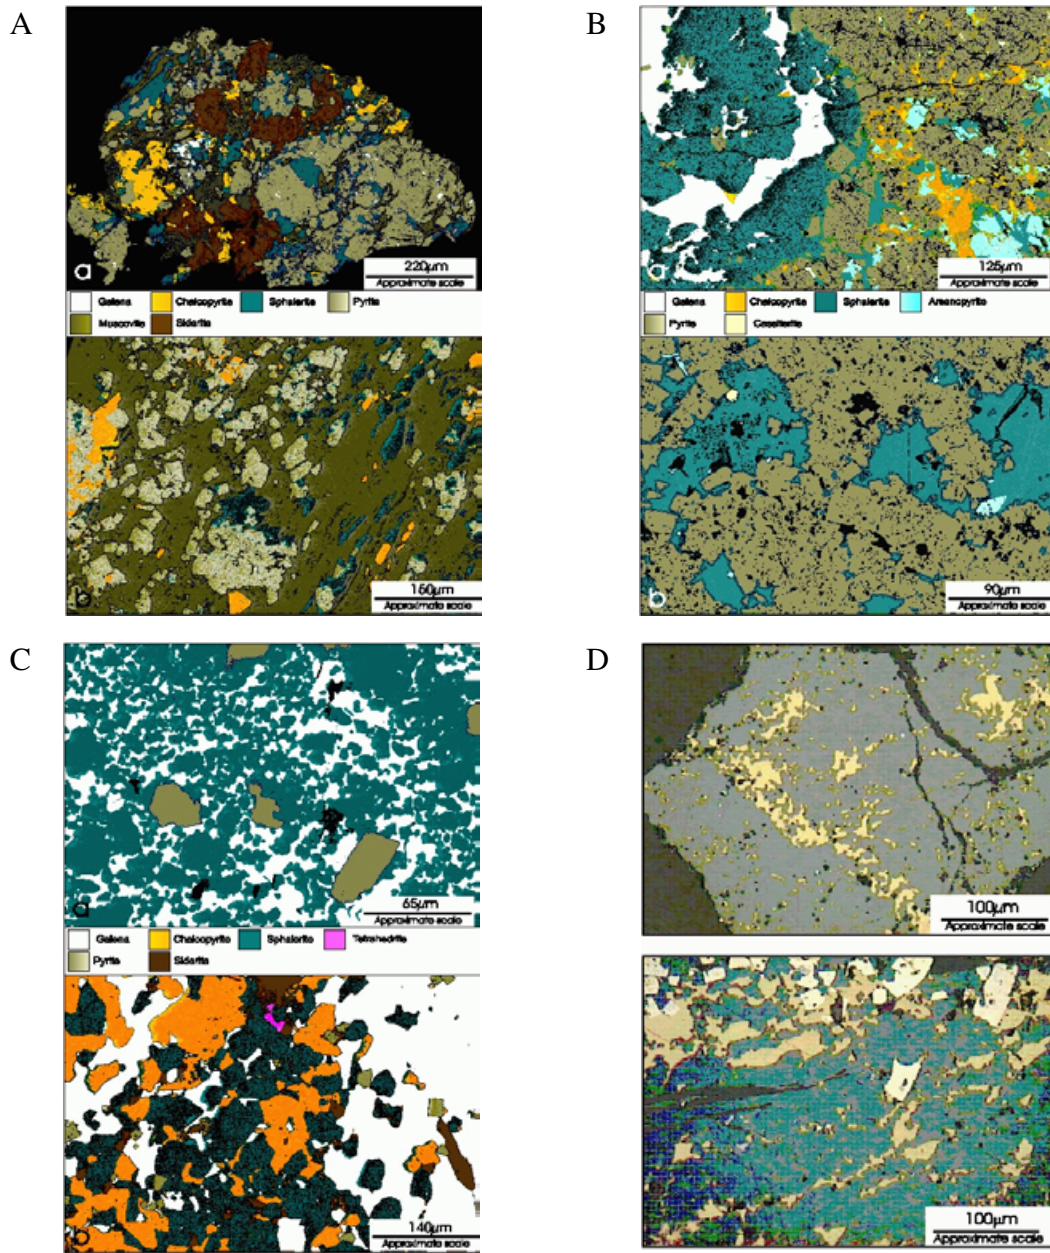 A
B
a
220µm
Approximate scale
Galena Chalcopyrite Sphalerite Pyrite
Muscovite Siderite
b
150µm
Approximate scale
a
125µm
Approximate scale
Galena Chalcopyrite Sphalerite Arsenopyrite
Pyrite Cassiterite
b
90µm
Approximate scale
C
D
a
65µm
Approximate scale
Galena Chalcopyrite Sphalerite Tetrahedrite
Pyrite Siderite
b
140µm
Approximate scale
100µm
Approximate scale
100µm
Approximate scale